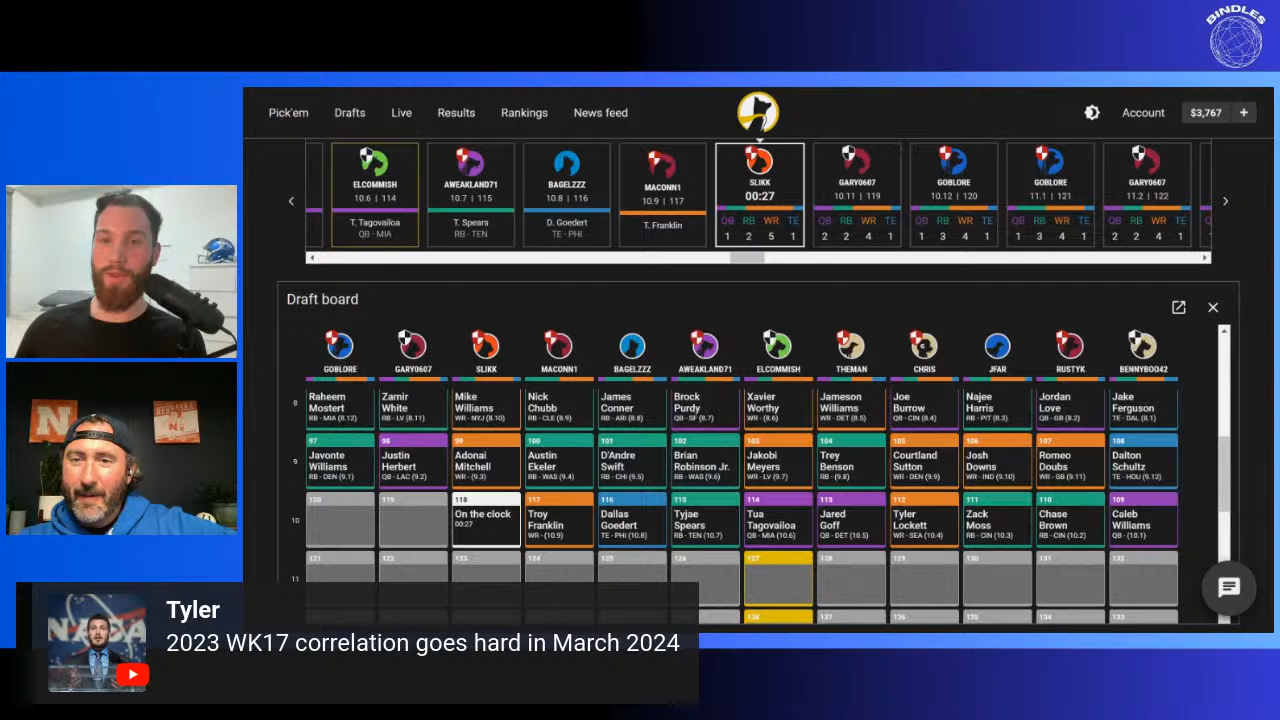 BINDLES
Pick'em Drafts Live Results Rankings News feed Account $3,767 +
ELCOMMISH AWEAKLAND71 BAGELZZZ MACONN1 SLIKK GARY0607 GOBLORE GOBLORE GARY0607
10.6 | 114 10.7 | 115 10.8 | 116 10.9 | 117 00:27 10.11 | 119 10.12 | 120 11.1 | 121 11.2 | 122
T. Tagovailoa T. Spears D. Goedert T. Franklin QB RB WR TE QB RB WR TE QB RB WR TE QB RB WR TE QB RB WR TE
QB - MIA RB - TEN TE - PHI 1 2 5 1 2 2 4 1 1 3 4 1 1 3 4 1 2 2 4 1
Draft board
GOBLORE GARY0607 SLIKK MACONN1 BAGELZZZ AWEAKLAND71 ELCOMMISH THEMAN CHRIS JFAR RUSTYK BENNYBOO42
8 Raheem Zamir Mike Nick James Brock Xavier Jameson Joe Najee Jordan Jake
Mostert White Williams Chubb Conner Purdy Worthy Williams Burrow Harris Love Ferguson
RB - MIA (8.12) RB - LV (8.11) WR - NYJ (8.10) RB - CLE (8.9) RB - ARI (8.8) QB - SF (8.7) WR - (8.6) WR - DET (8.5) QB - CIN (8.4) RB - PIT (8.3) QB - GB (8.2) TE - DAL (8.1)
97 98 99 100 101 102 103 104 105 106 107 108
9 Javonte Justin Adonai Austin D'Andre Brian Jakobi Trey Courtland Josh Romeo Dalton
Williams Herbert Mitchell Ekeler Swift Robinson Jr. Meyers Benson Sutton Downs Doubs Schultz
RB - DEN (9.1) QB - LAC (9.2) WR - (9.3) RB - WAS (9.4) RB - CHI (9.5) RB - WAS (9.6) WR - LV (9.7) RB - (9.8) WR - DEN (9.9) WR - IND (9.10) WR - GB (9.11) TE - HOU (9.12)
118 117 116 115 114 113 112 111 110 109
10 On the clock Troy Dallas Tyjae Tua Jared Tyler Zack Chase Caleb
00:27 Franklin Goedert Spears Tagovailoa Goff Lockett Moss Brown Williams
WR - (10.9) TE - PHI (10.8) RB - TEN (10.7) QB - MIA (10.6) QB - DET (10.5) WR - SEA (10.4) RB - CIN (10.3) RB - CIN (10.2) QB - (10.1)
121 122 123 124 125 126 127 128 129 130 131 132
11
138 137 136 135 134 133
N NEBRASKA
NASA
Tyler
2023 WK17 correlation goes hard in March 2024